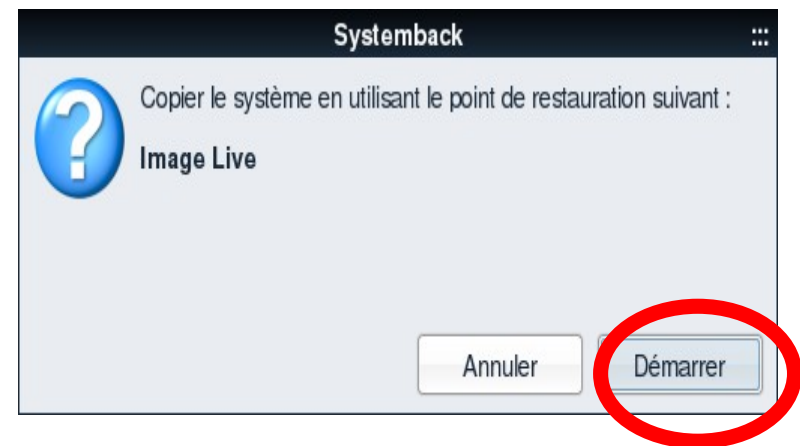 Systemback
Copier le système en utilisant le point de restauration suivant :
Image Live
Annuler
Démarrer